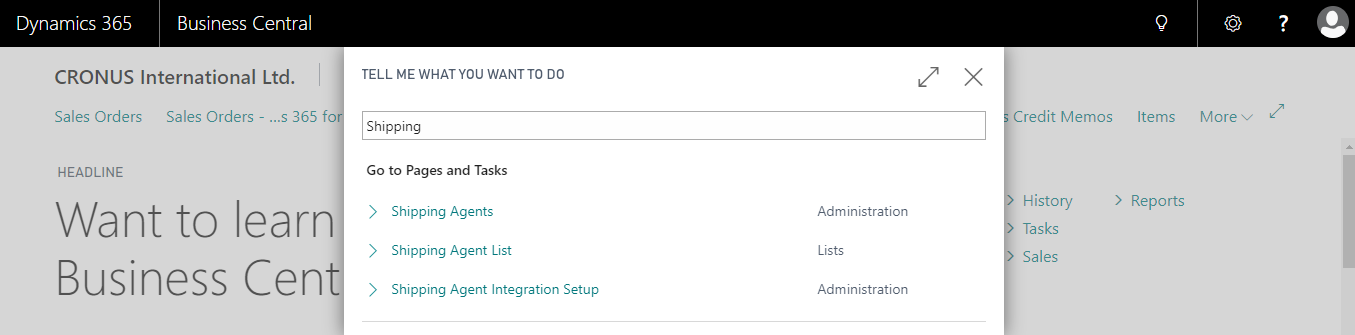 Dynamics 365 Business Central ?
CRONUS International Ltd.
TELL ME WHAT YOU WANT TO DO
Sales Orders Sales Orders - ...s 365 for s Credit Memos Items More
Shipping
HEADLINE
Want to learn
Business Cent
Go to Pages and Tasks
Shipping Agents Administration
Shipping Agent List Lists
Shipping Agent Integration Setup Administration
History Reports
Tasks
Sales